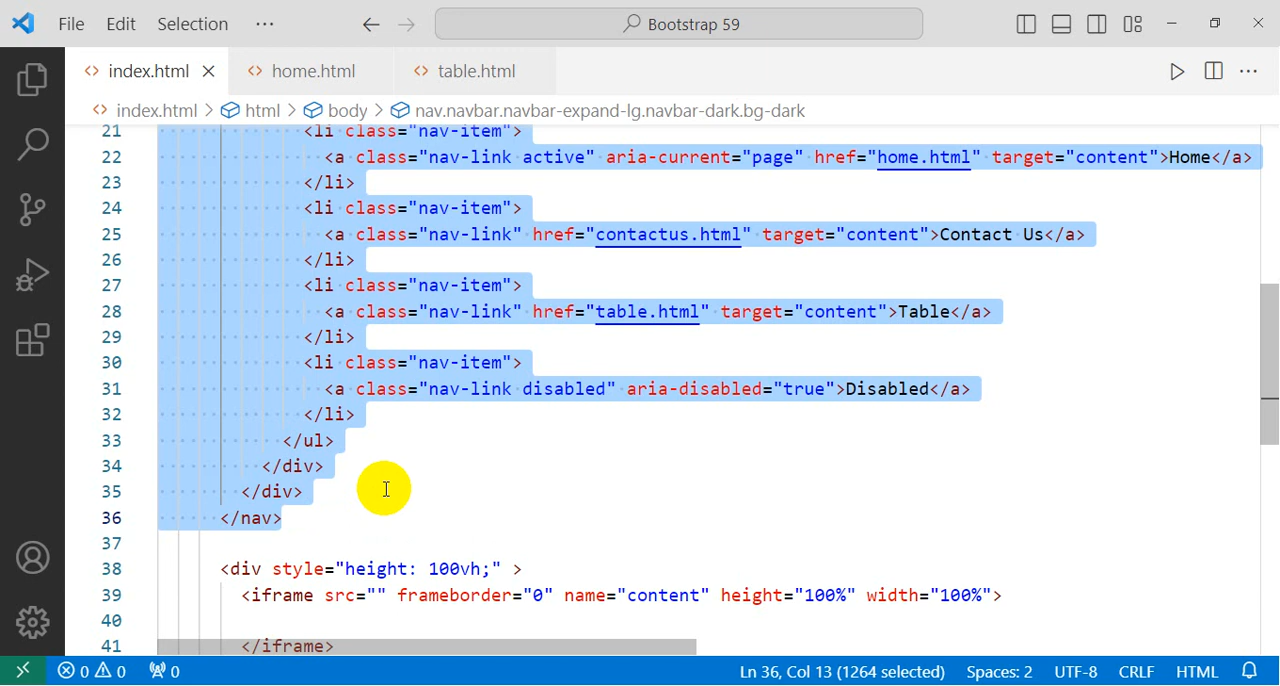 File Edit Selection ··· Bootstrap 59
index.html home.html table.html
index.html > html > body > nav.navbar.navbar-expand-lg.navbar-dark.bg-dark
21 <li class="nav-item">
22 <a class="nav-link active" aria-current="page" href="home.html" target="content">Home</a>
23 </li>
24 <li class="nav-item">
25 <a class="nav-link" href="contactus.html" target="content">Contact Us</a>
26 </li>
27 <li class="nav-item">
28 <a class="nav-link" href="table.html" target="content">Table</a>
29 </li>
30 <li class="nav-item">
31 <a class="nav-link disabled" aria-disabled="true">Disabled</a>
32 </li>
33 </ul>
34 </div>
35 </div>
36 </nav>
37
38 <div style="height: 100vh;" >
39 <iframe src="" frameborder="0" name="content" height="100%" width="100%">
40
41 </iframe>
0 0 0 Ln 36, Col 13 (1264 selected) Spaces: 2 UTF-8 CRLF HTML